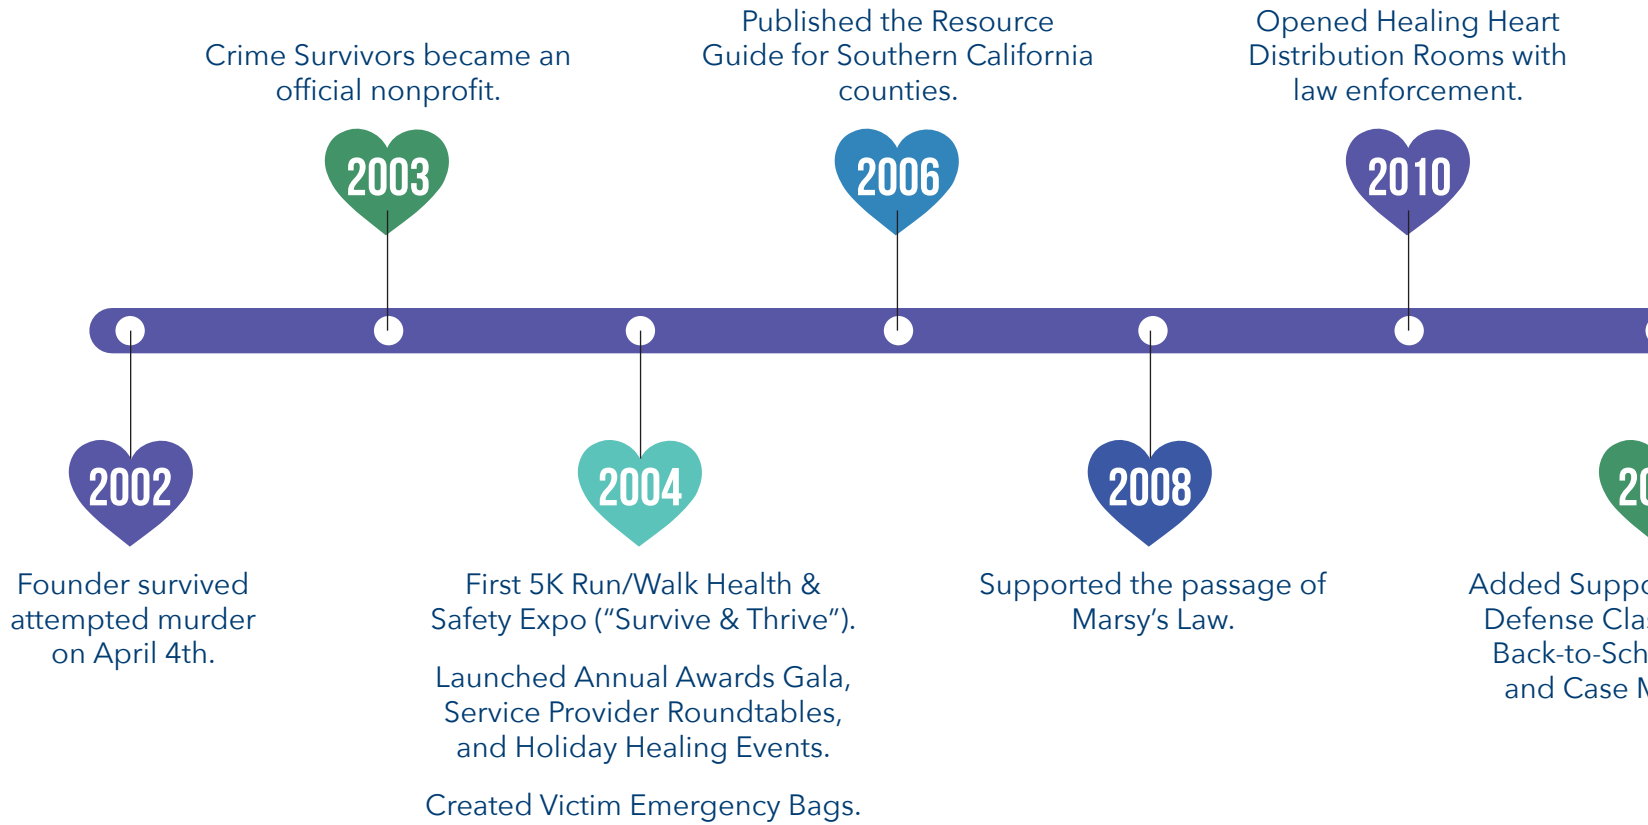 Crime Survivors became an
official nonprofit.
Published the Resource
Guide for Southern California
counties.
Opened Healing Heart
Distribution Rooms with
law enforcement.
2003
2006
2010
2002
2004
2008
Founder survived
attempted murder
on April 4th.
First 5K Run/Walk Health &
Safety Expo (“Survive & Thrive”).
Launched Annual Awards Gala,
Service Provider Roundtables,
and Holiday Healing Events.
Created Victim Emergency Bags.
Supported the passage of
Marsy’s Law.
Added
Defense
Back-to-
and Case